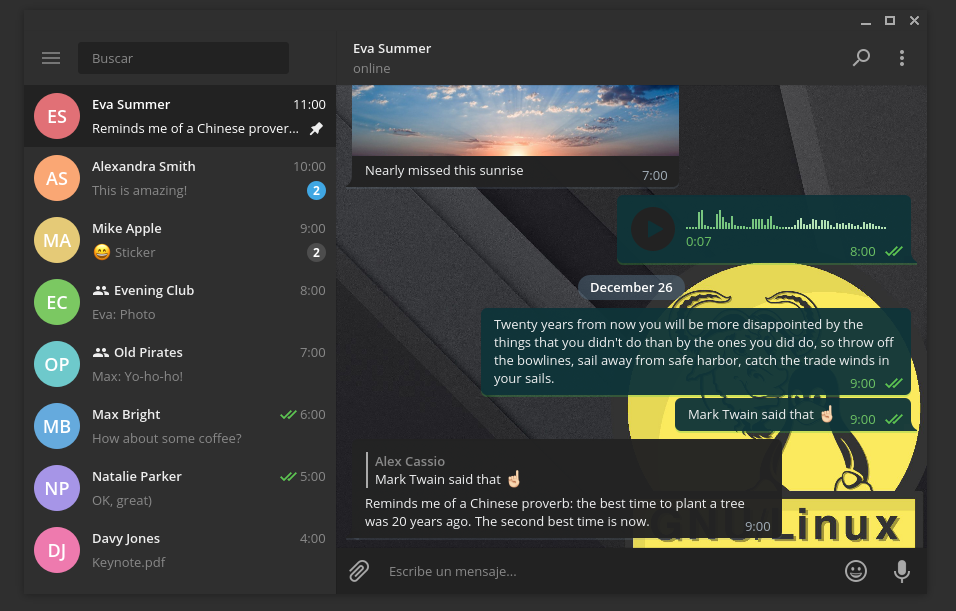 Buscar
Eva Summer
11:00
Reminds me of a Chinese prover...
Alexandra Smith
10:00
This is amazing!
2
Mike Apple
9:00
😄 Sticker
2
Evening Club
8:00
Eva: Photo
Old Pirates
7:00
Max: Yo-ho-ho!
Max Bright
6:00
How about some coffee?
Natalie Parker
5:00
OK, great)
Davy Jones
4:00
Keynote.pdf
ES
AS
MA
EC
OP
MB
NP
DJ
Eva Summer
online
Nearly missed this sunrise
7:00
0:07
8:00
December 26
Twenty years from now you will be more disappointed by the
things that you didn't do than by the ones you did do, so throw off
the bowlines, sail away from safe harbor, catch the trade winds in
your sails.
9:00
Mark Twain said that ☝🏻
9:00
Alex Cassio
Mark Twain said that ☝🏻
Reminds me of a Chinese proverb: the best time to plant a tree
was 20 years ago. The second best time is now.
9:00
GNU/Linux
Escribe un mensaje...